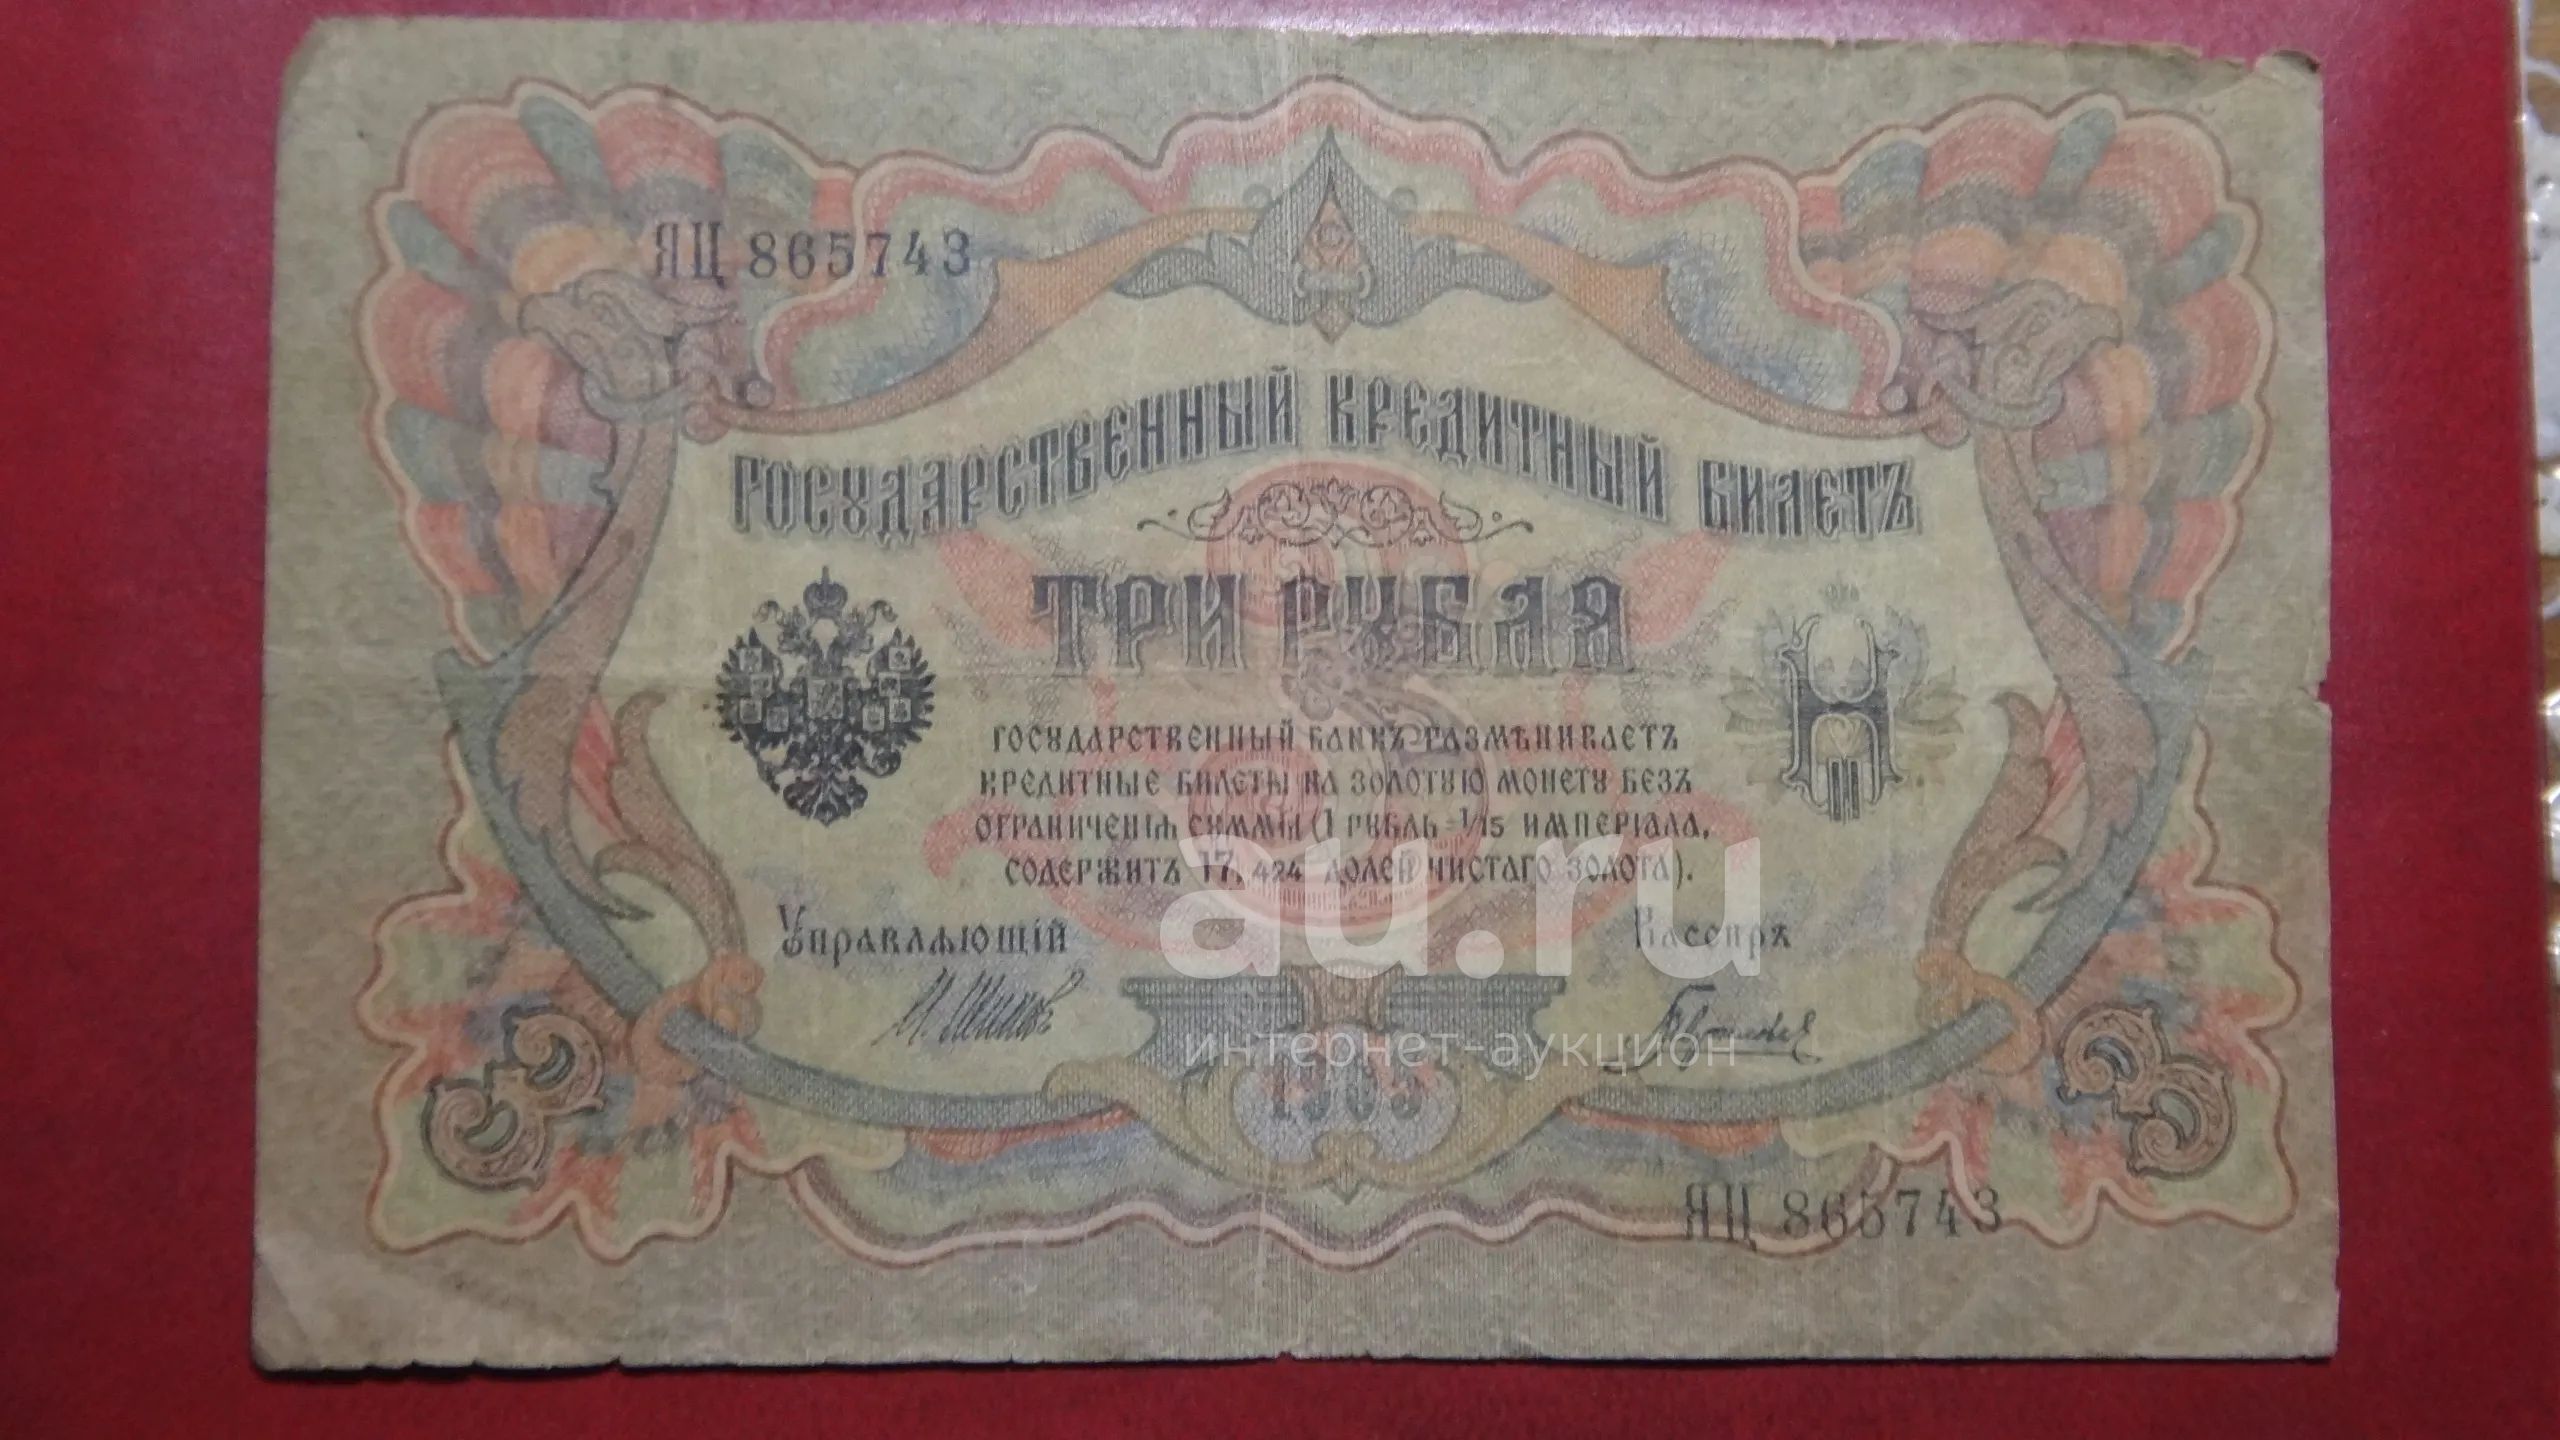 ЯЦ 865743
Государственный кредитный билетъ
Три рубля
Государственный банкъ размѣниваетъ
кредитные билеты на золотую монету безъ
ограниченія суммы (1 рубль = 1/15 имперіала,
содержитъ 17,424 долей чистаго золота).
Управляющій
Кассиръ
3
1905
3
ЯЦ 865743
au.ru
интернет-аукцион